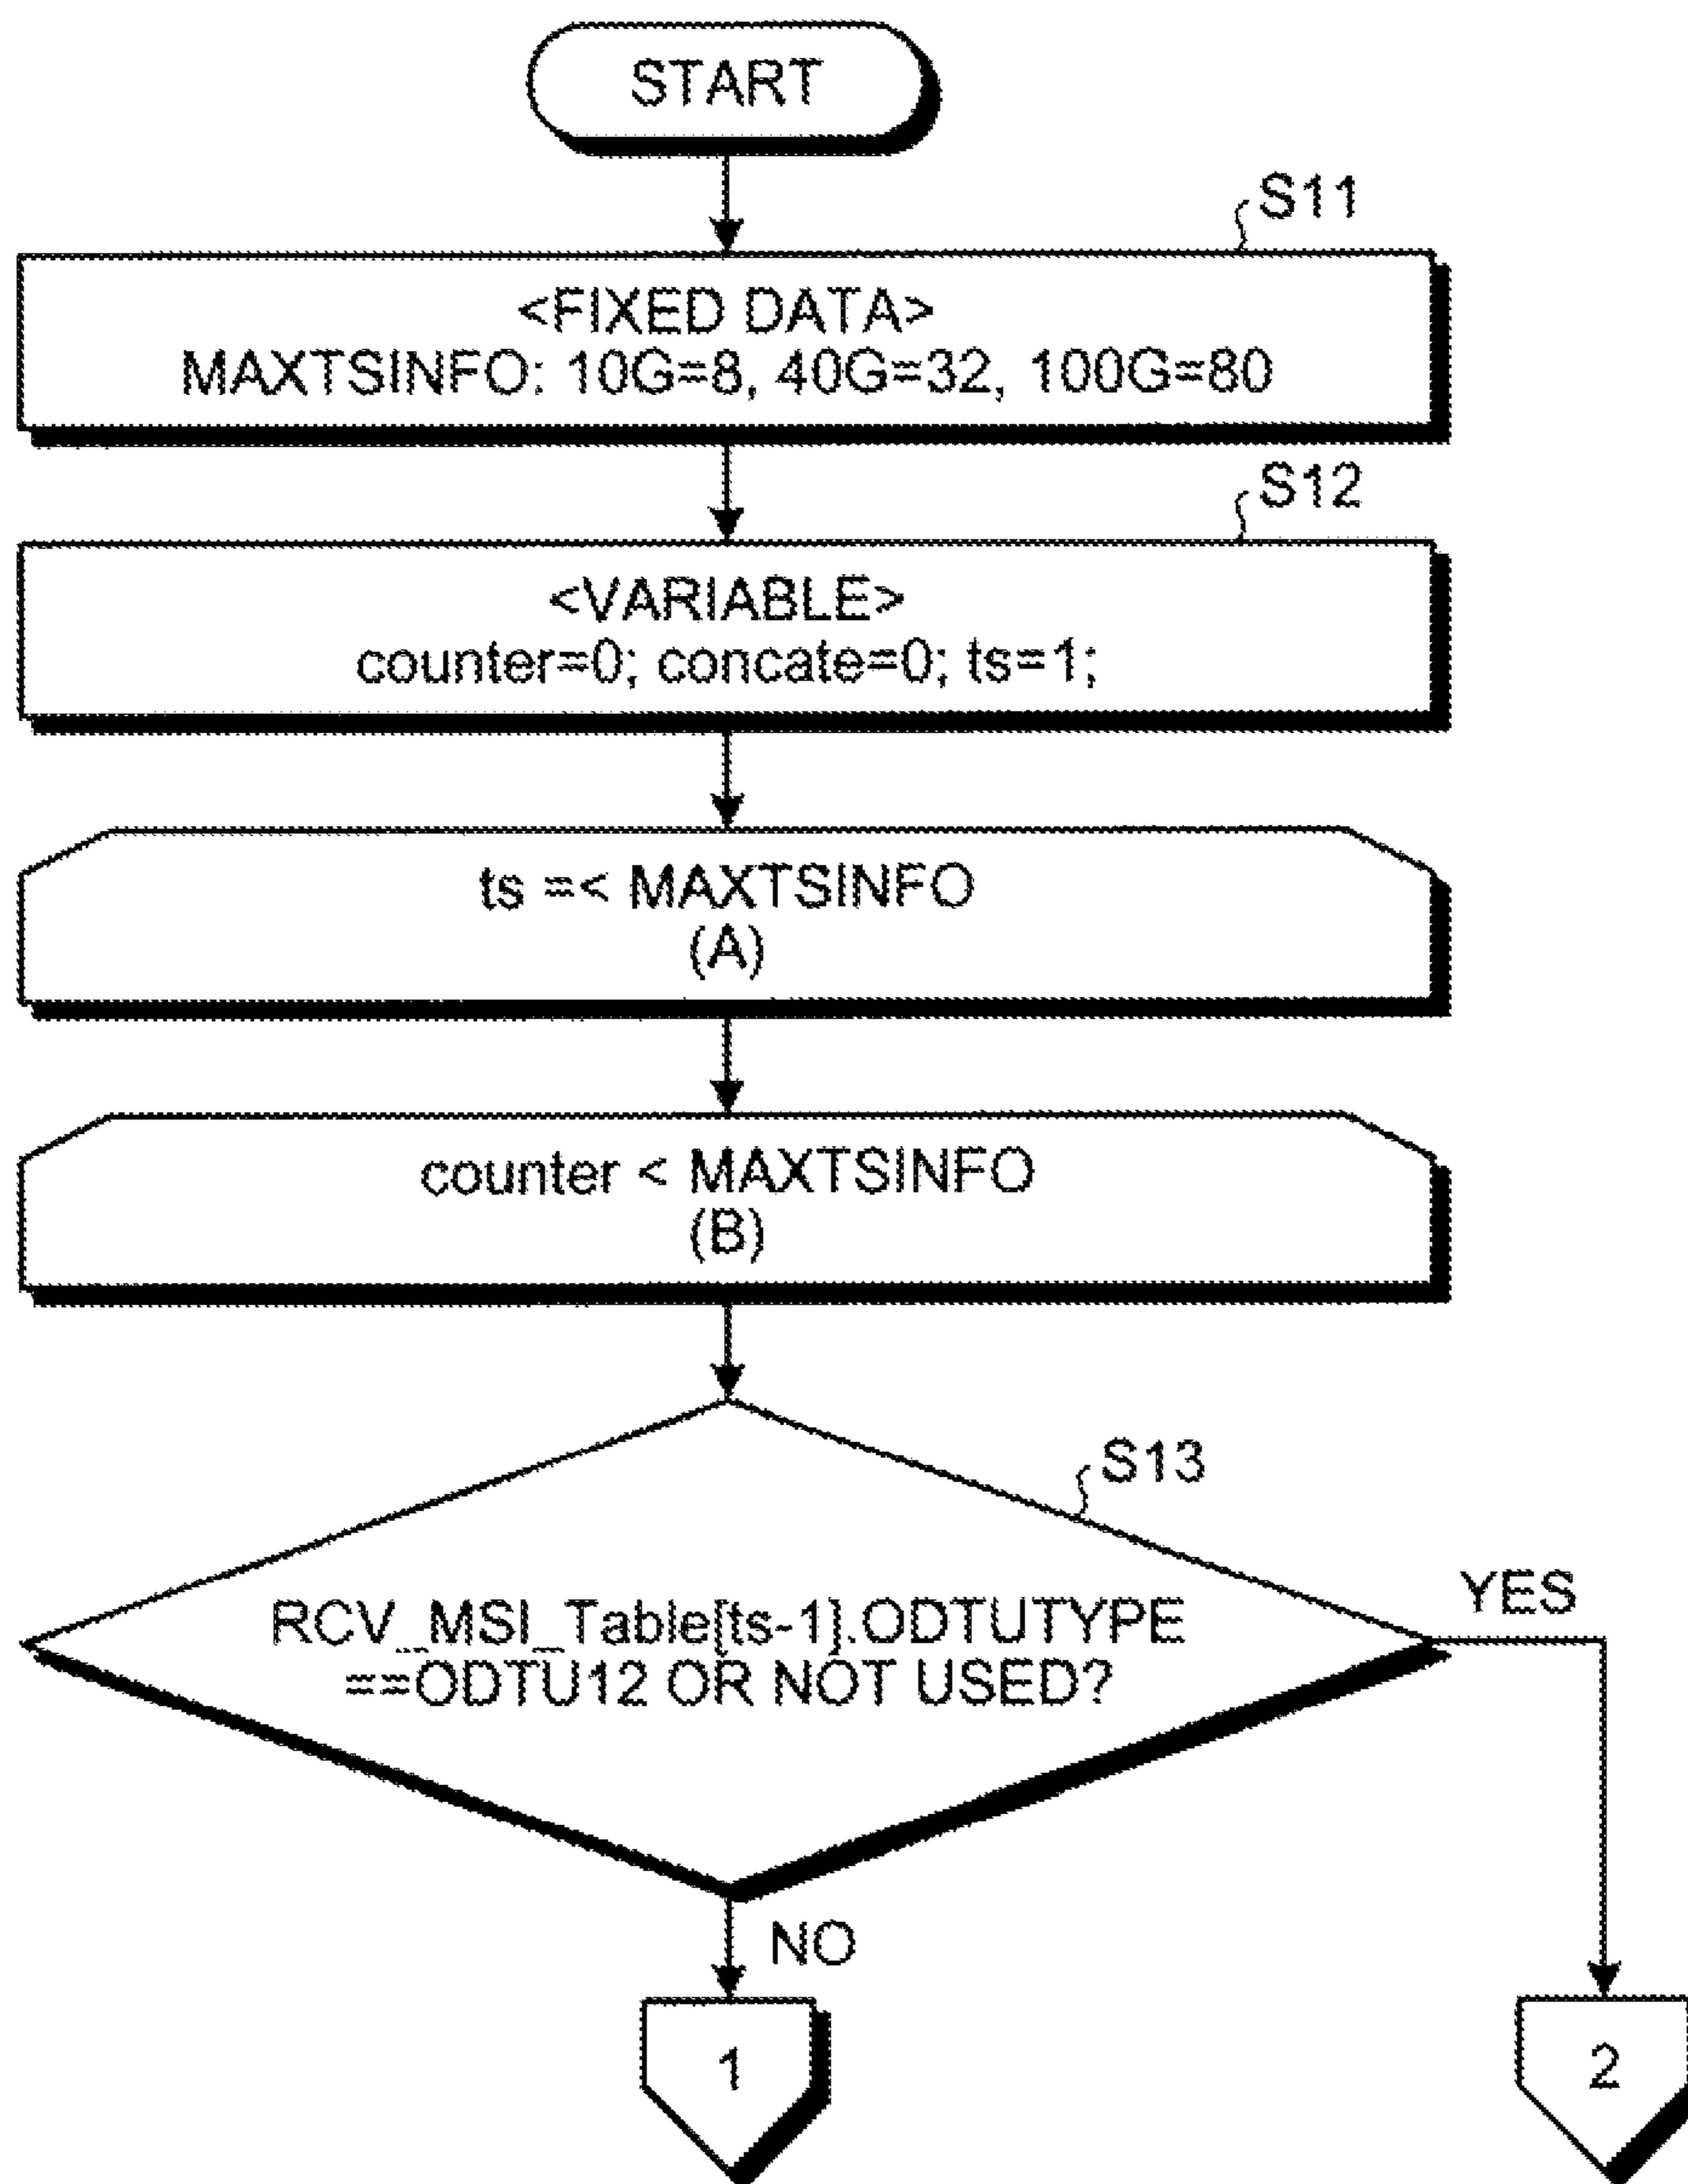 START
S11
<FIXED DATA>
MAXTSINFO: 10G=8, 40G=32, 100G=80
S12
<VARIABLE>
counter=0; concate=0; ts=1;
ts =< MAXTSINFO
(A)
counter < MAXTSINFO
(B)
S13
RCV_MSI_Table[ts-1].ODTUTYPE
==ODTU12 OR NOT USED?
YES
NO
1
2